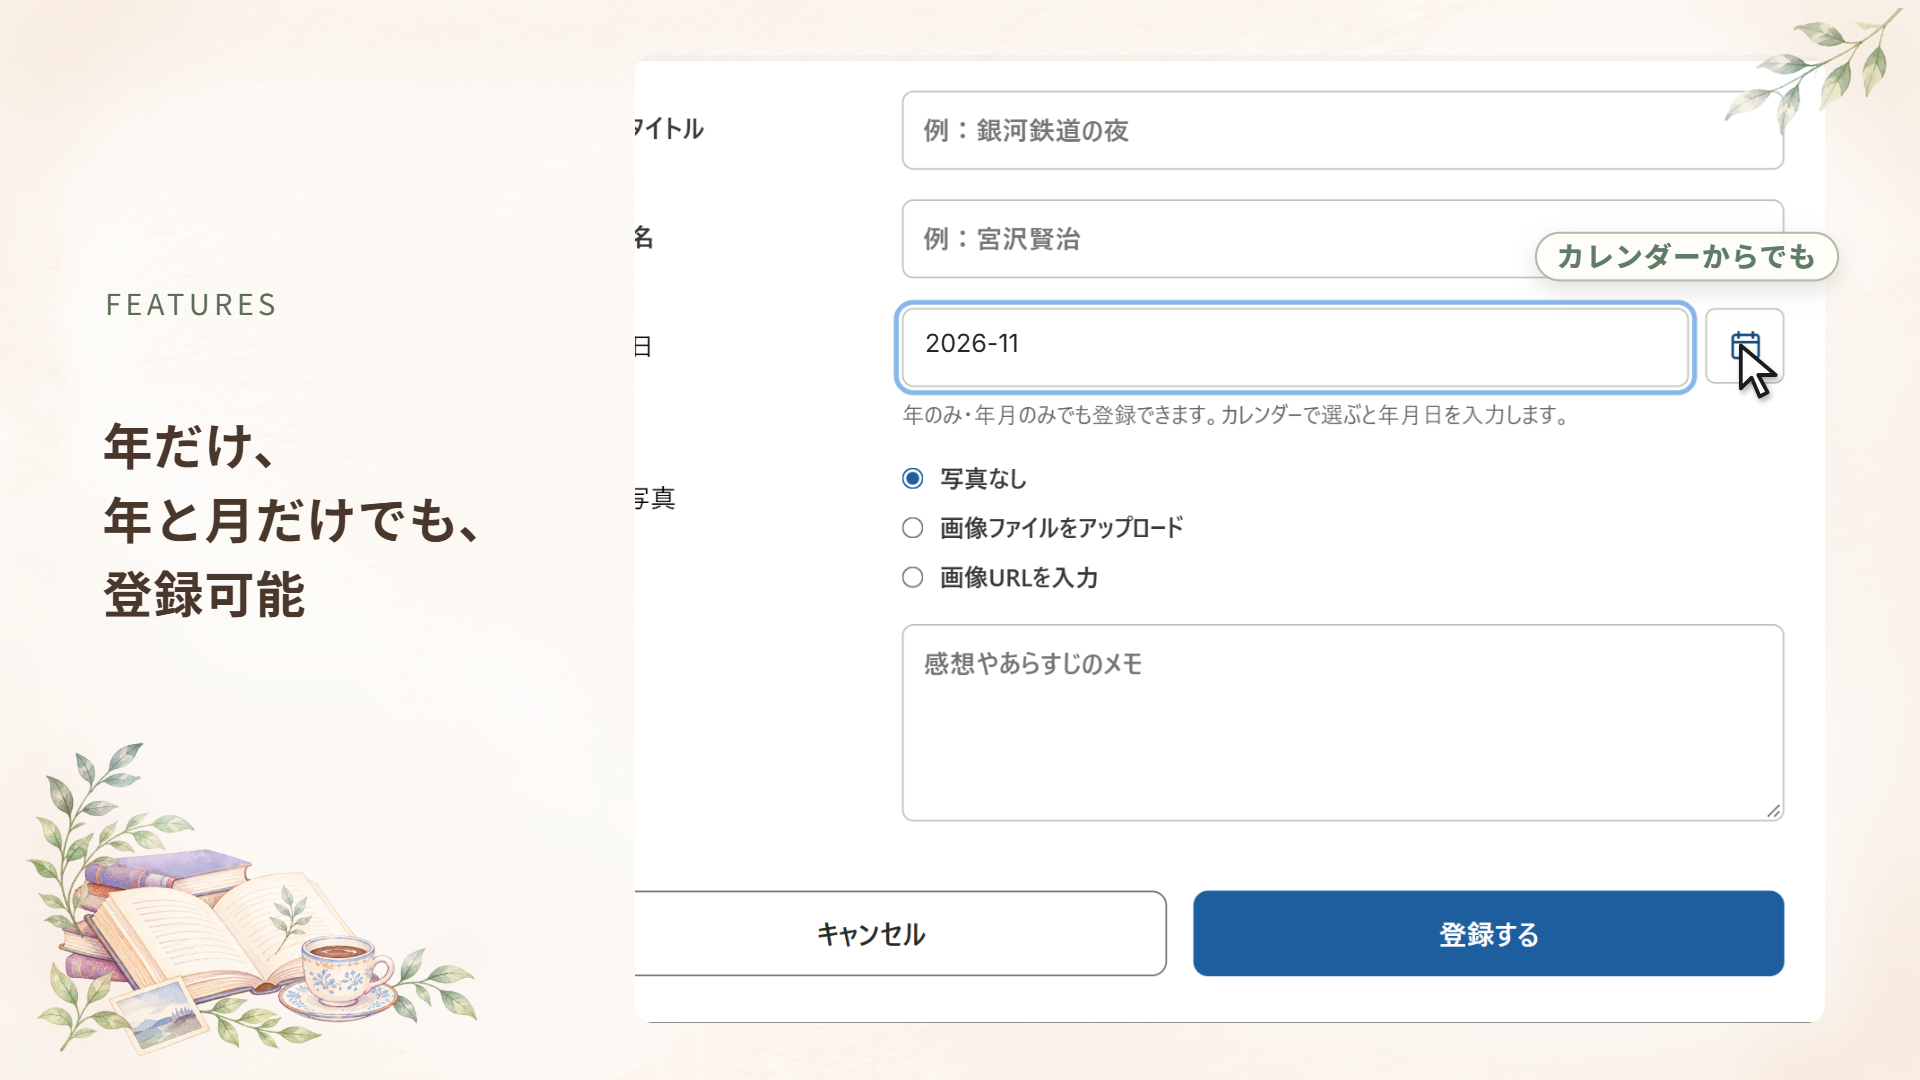 FEATURES
年だけ、
年と月だけでも、
登録可能
タイトル
例：銀河鉄道の夜
名
例：宮沢賢治
カレンダーからでも
日
2026-11
年のみ・年月のみでも登録できます。カレンダーで選ぶと年月日を入力します。
写真
写真なし
画像ファイルをアップロード
画像URLを入力
感想やあらすじのメモ
キャンセル
登録する